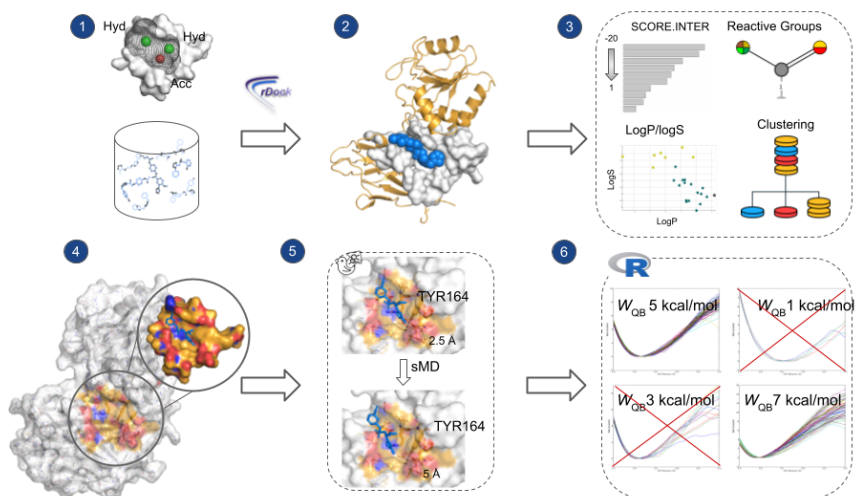 1
Hyd
Hyd
Acc
rDock
2
3
SCORE.INTER
-20
1
Reactive Groups
LogP/logS
LogS
LogP
Clustering
4
5
TYR164
2.5 Å
sMD
TYR164
5 Å
6
R
WQB 5 kcal/mol
WQB 1 kcal/mol
WQB 3 kcal/mol
WQB 7 kcal/mol